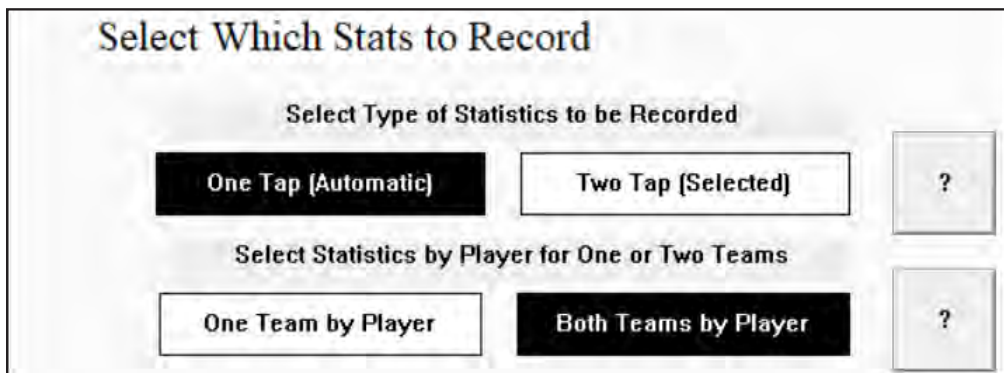 Select Which Stats to Record
Select Type of Statistics to be Recorded
One Tap (Automatic)
Two Tap (Selected)
?
Select Statistics by Player for One or Two Teams
One Team by Player
Both Teams by Player
?